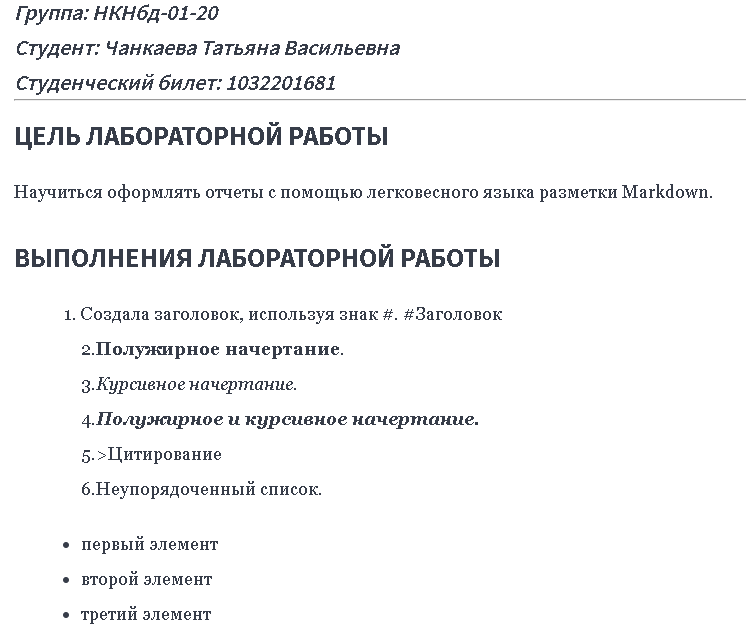 Группа: НКНбд-01-20
Студент: Чанкаева Татьяна Васильевна
Студенческий билет: 1032201681
ЦЕЛЬ ЛАБОРАТОРНОЙ РАБОТЫ
Научиться оформлять отчеты с помощью легковесного языка разметки Markdown.
ВЫПОЛНЕНИЯ ЛАБОРАТОРНОЙ РАБОТЫ
1. Создала заголовок, используя знак #. #Заголовок
2.Полужирное начертание.
3.Курсивное начертание.
4.Полужирное и курсивное начертание.
5.>Цитирование
6.Неупорядоченный список.
• первый элемент
• второй элемент
• третий элемент